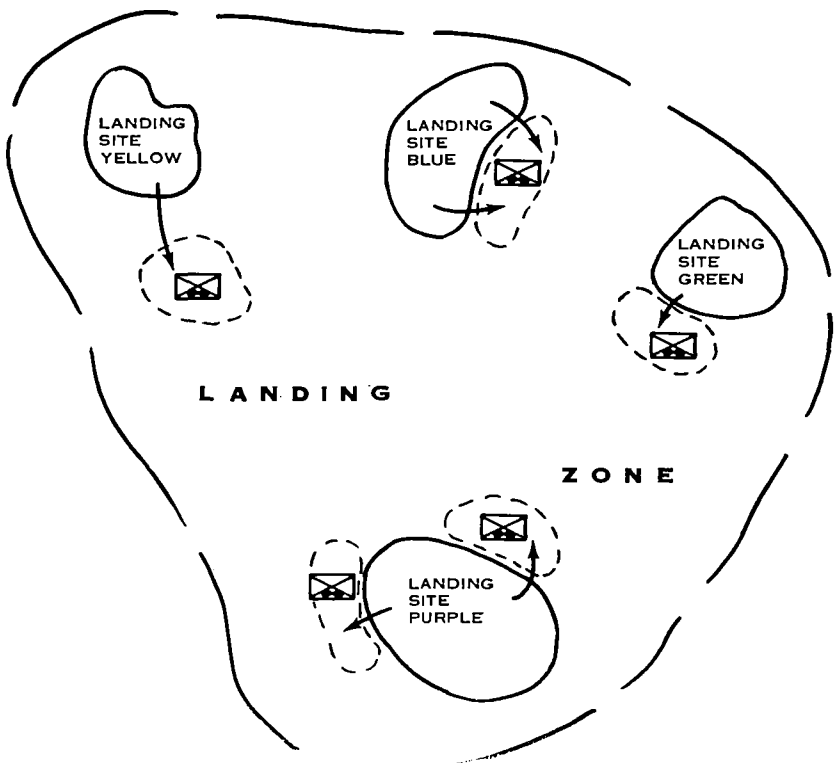 LANDING
SITE
YELLOW
LANDING
SITE
BLUE
LANDING
SITE
GREEN
LANDING
ZONE
LANDING
SITE
PURPLE